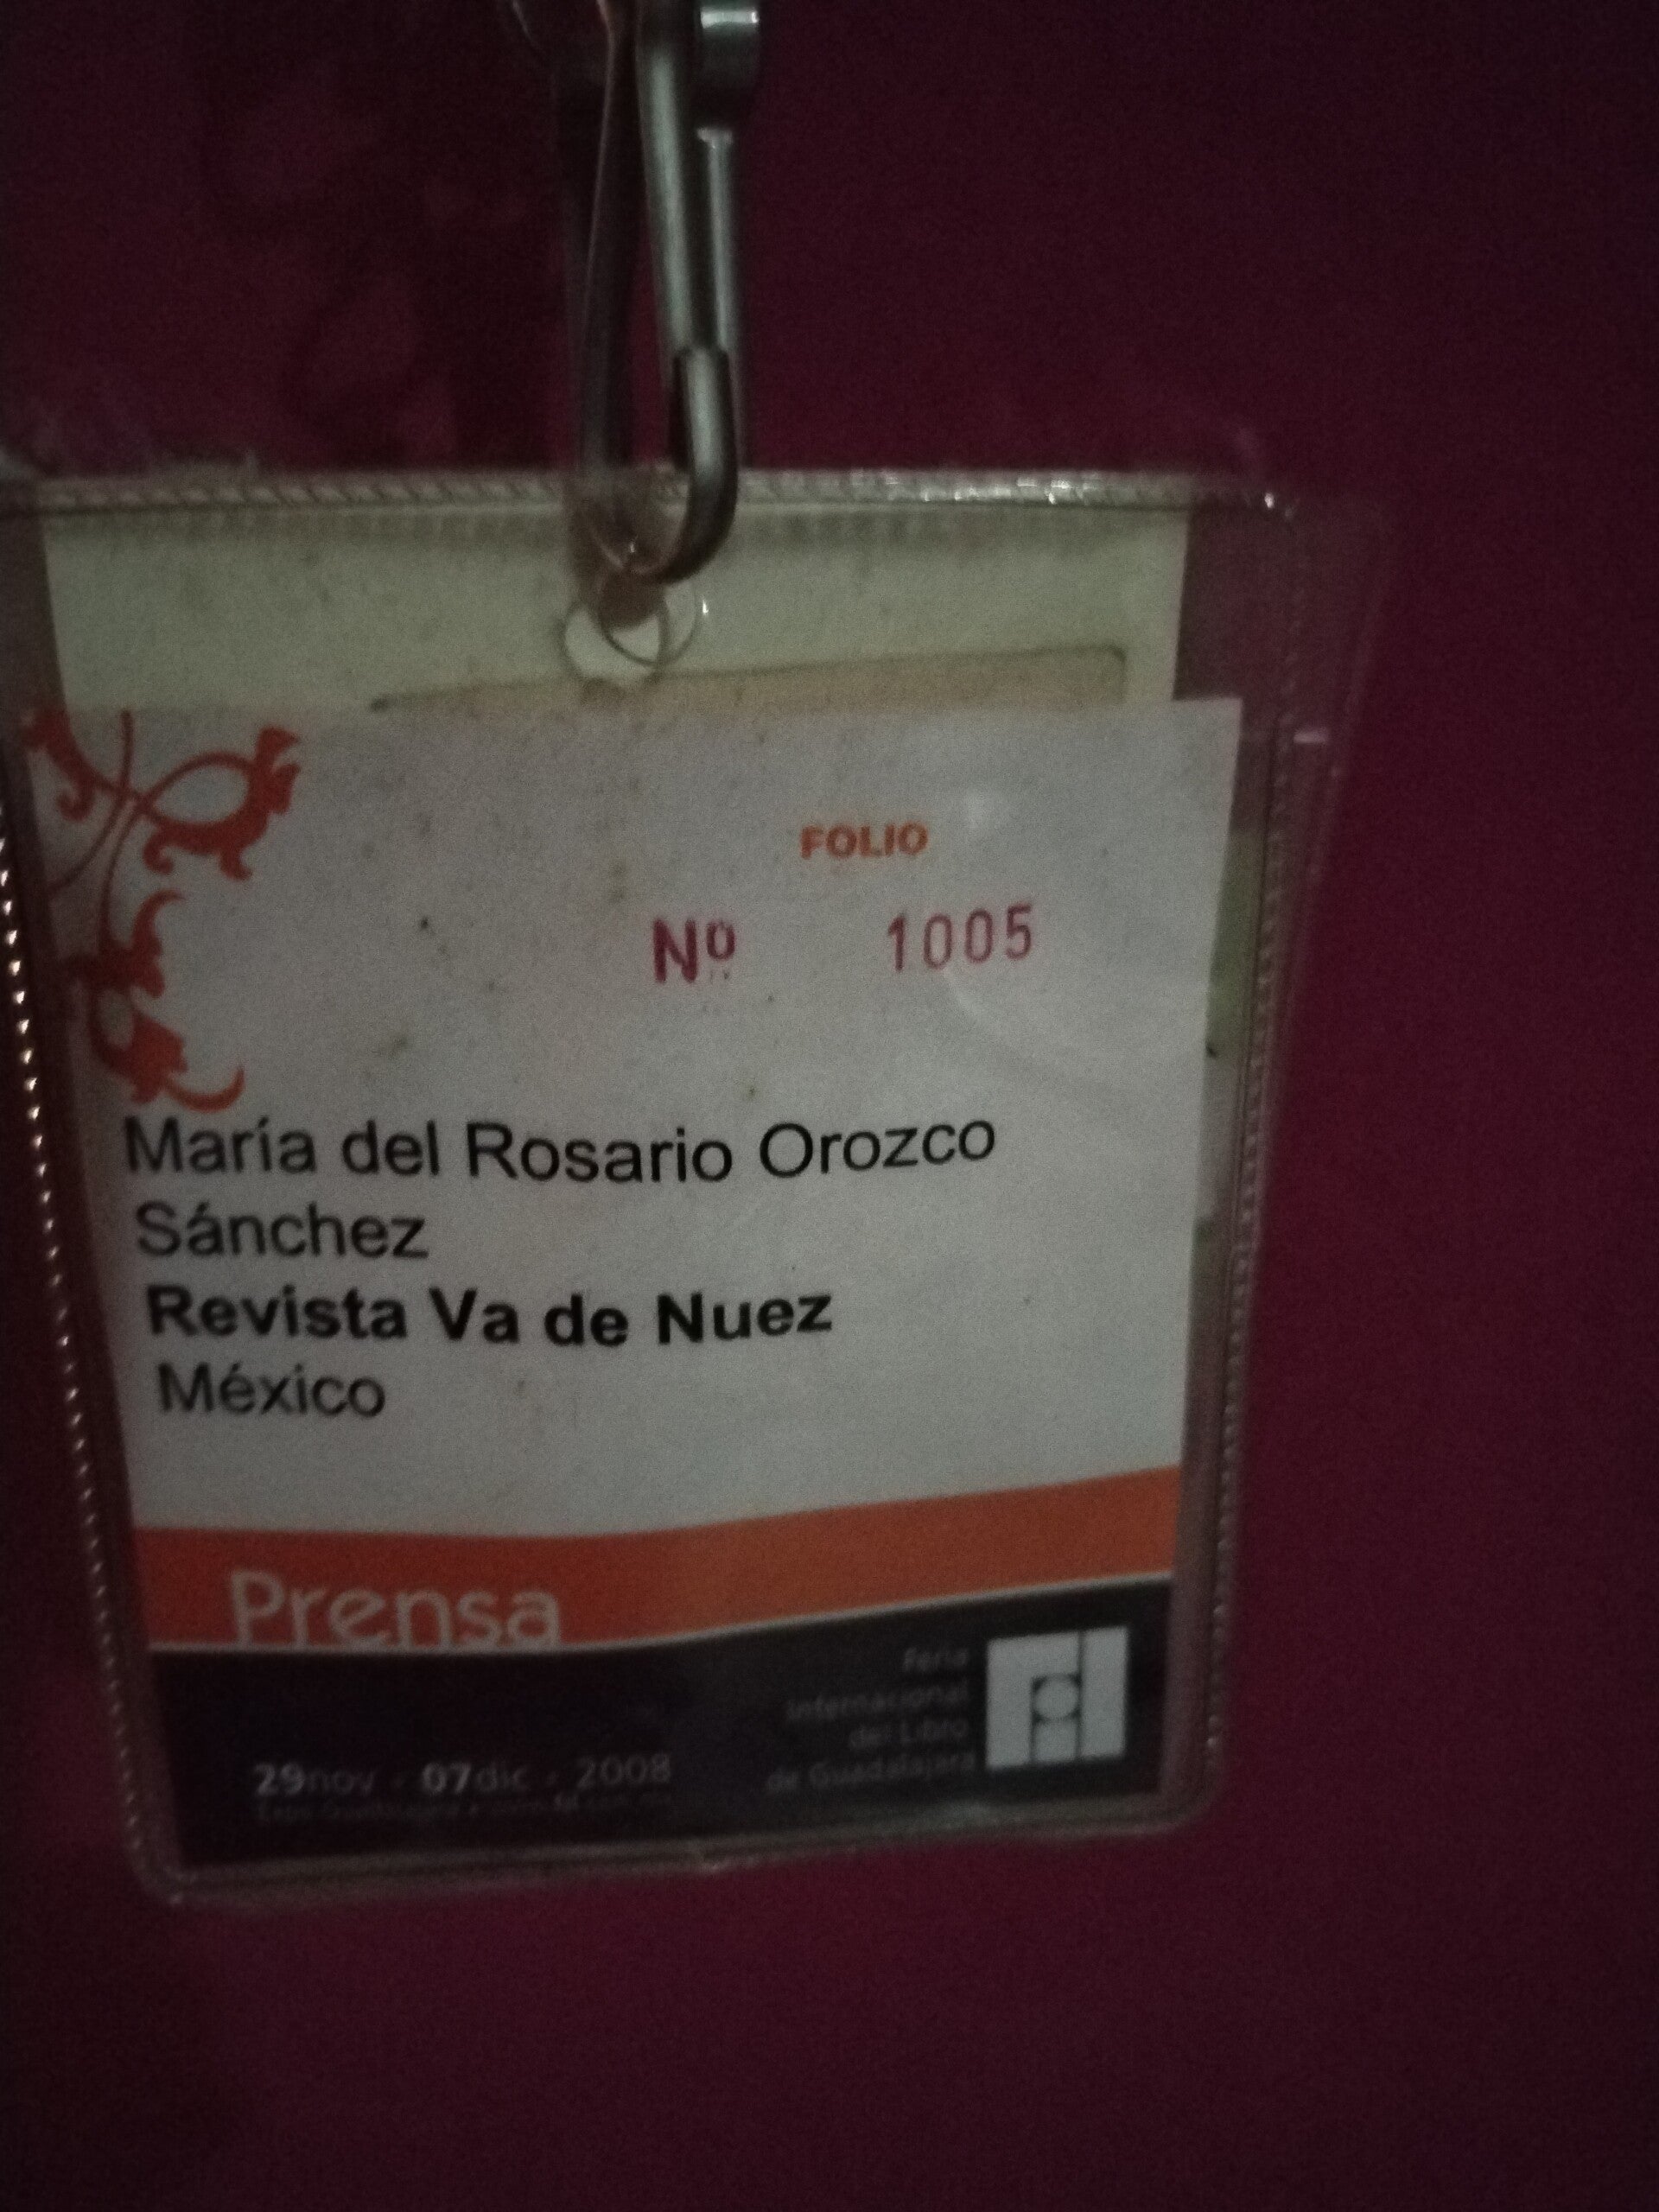 FOLIO
Nº 1005
María del Rosario Orozco
Sánchez
Revista Va de Nuez
México
Prensa
Feria
Internacional
del Libro
de Guadalajara
29nov - 07dic - 2008